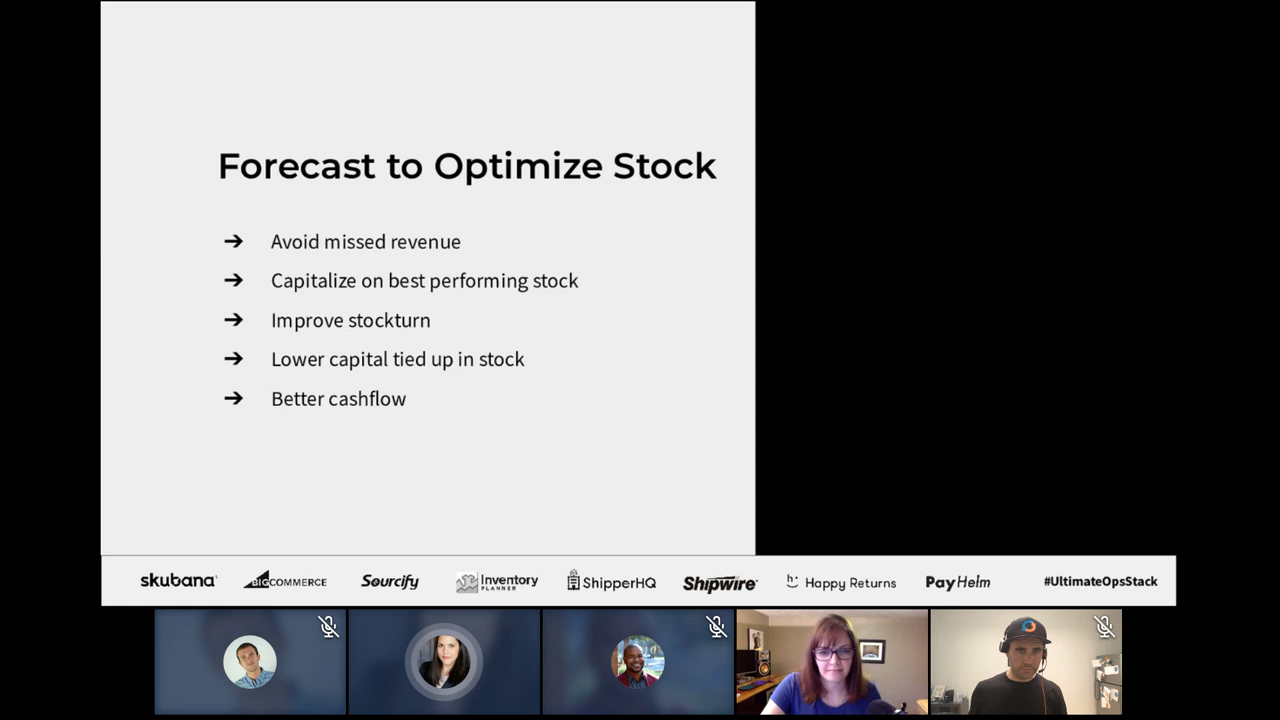 Forecast to Optimize Stock
➔ Avoid missed revenue
➔ Capitalize on best performing stock
➔ Improve stockturn
➔ Lower capital tied up in stock
➔ Better cashflow
skubana BIGCOMMERCE Sourcify Inventory PLANNER ShipperHQ Shipwire Happy Returns PayHelm #UltimateOpsStack